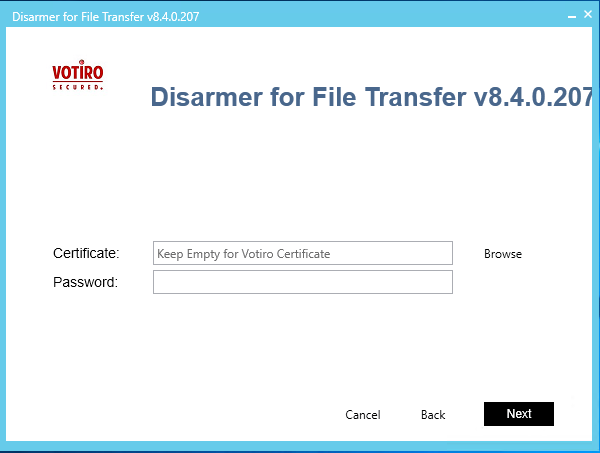 Disarmer for File Transfer v8.4.0.207
VOTIRO
SECURED.
Disarmer for File Transfer v8.4.0.207
Certificate: Keep Empty for Votiro Certificate Browse
Password:
Cancel Back Next